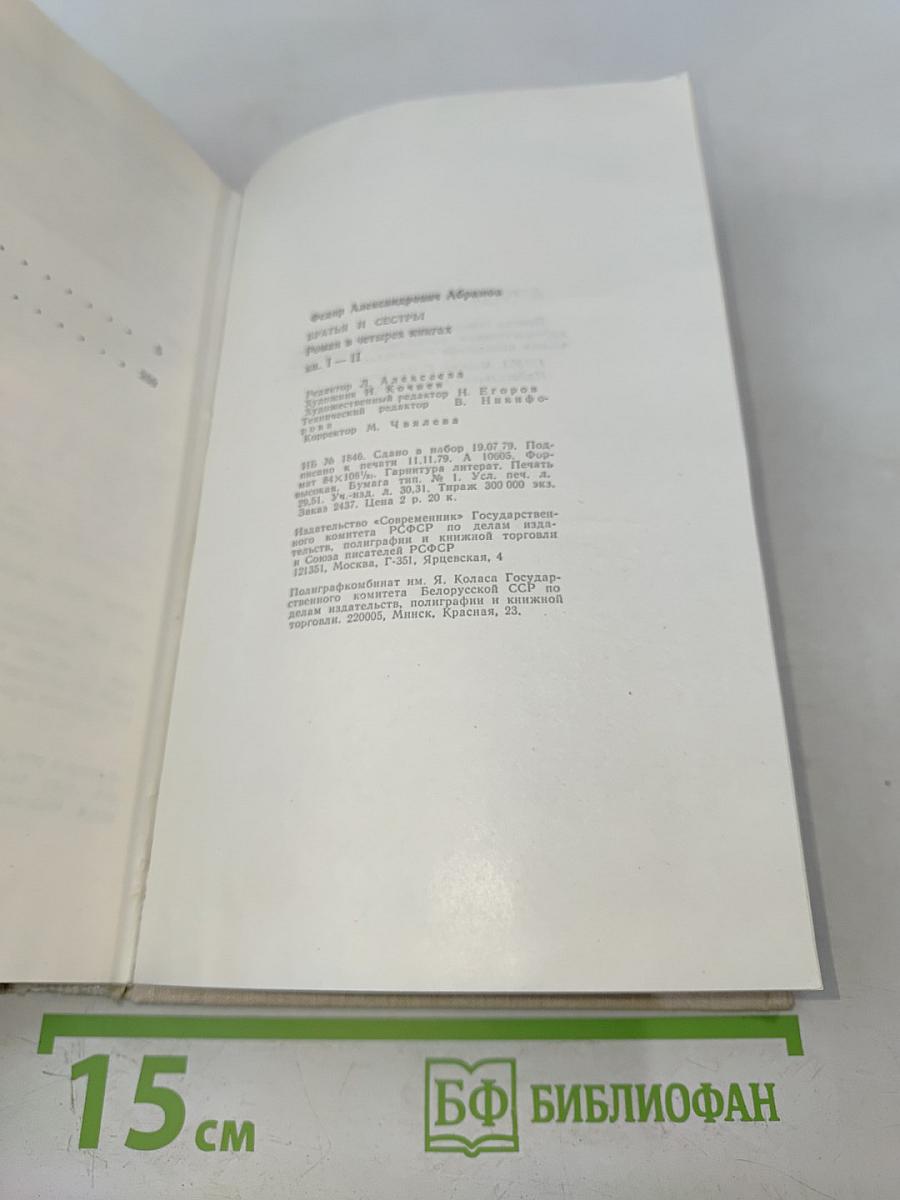 Федор Александрович Абрамов
БРАТЬЯ И СЕСТРЫ
Роман в четырех книгах
кн. I — II
Редактор Л. Алексеева
Художник Н.
Художественный редактор Н. Егоров
Технический редактор В. Никифо-
рова
Корректор М. Чвялева
ИБ № 1846. Сдано в набор 19.07 79. Под-
писано к печати 11.11.79. А 10605. Фор-
мат 84×108¹/₃₂. Гарнитура литерат. Печать
высокая. Бумага тип. № 1. Усл. печ. л.
29,51. Уч.-изд. л. 30,31. Тираж 300 000 экз.
Заказ 2437. Цена 2 р. 20 к.
Издательство «Современник» Государствен-
ного комитета РСФСР по делам изда-
тельств, полиграфии и книжной торговли
и Союза писателей РСФСР
121351, Москва, Г-351, Ярцевская, 4
Полиграфкомбинат им. Я. Коласа Государ-
ственного комитета Белорусской ССР по
делам издательств, полиграфии и книжной
торговли. 220005, Минск, Красная, 23.
15 см
БФ БИБЛИОФАН